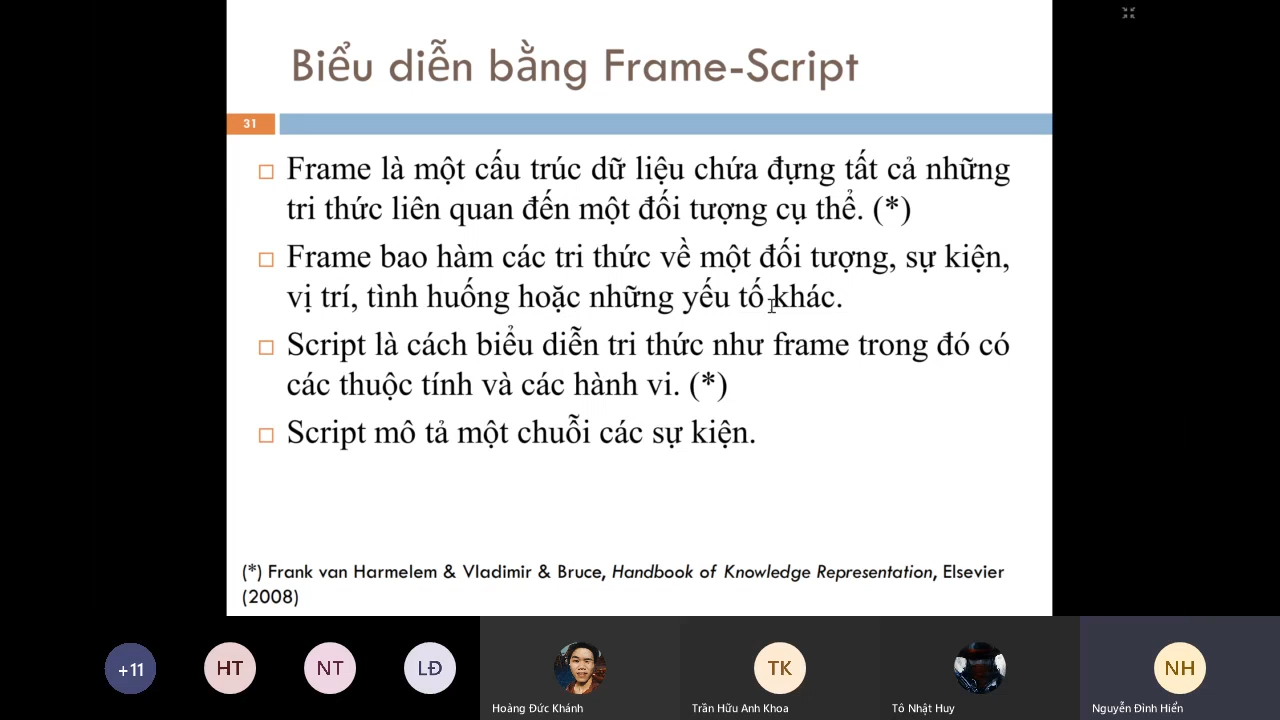 Biểu diễn bằng Frame-Script
31
Frame là một cấu trúc dữ liệu chứa đựng tất cả những
tri thức liên quan đến một đối tượng cụ thể. (*)
Frame bao hàm các tri thức về một đối tượng, sự kiện,
vị trí, tình huống hoặc những yếu tố khác.
Script là cách biểu diễn tri thức như frame trong đó có
các thuộc tính và các hành vi. (*)
Script mô tả một chuỗi các sự kiện.
(*) Frank van Harmelem & Vladimir & Bruce, Handbook of Knowledge Representation, Elsevier
(2008)
+11
HT
NT
LĐ
TK
NH
Hoàng Đức Khánh
Trần Hữu Anh Khoa
Tô Nhật Huy
Nguyễn Đình Hiển